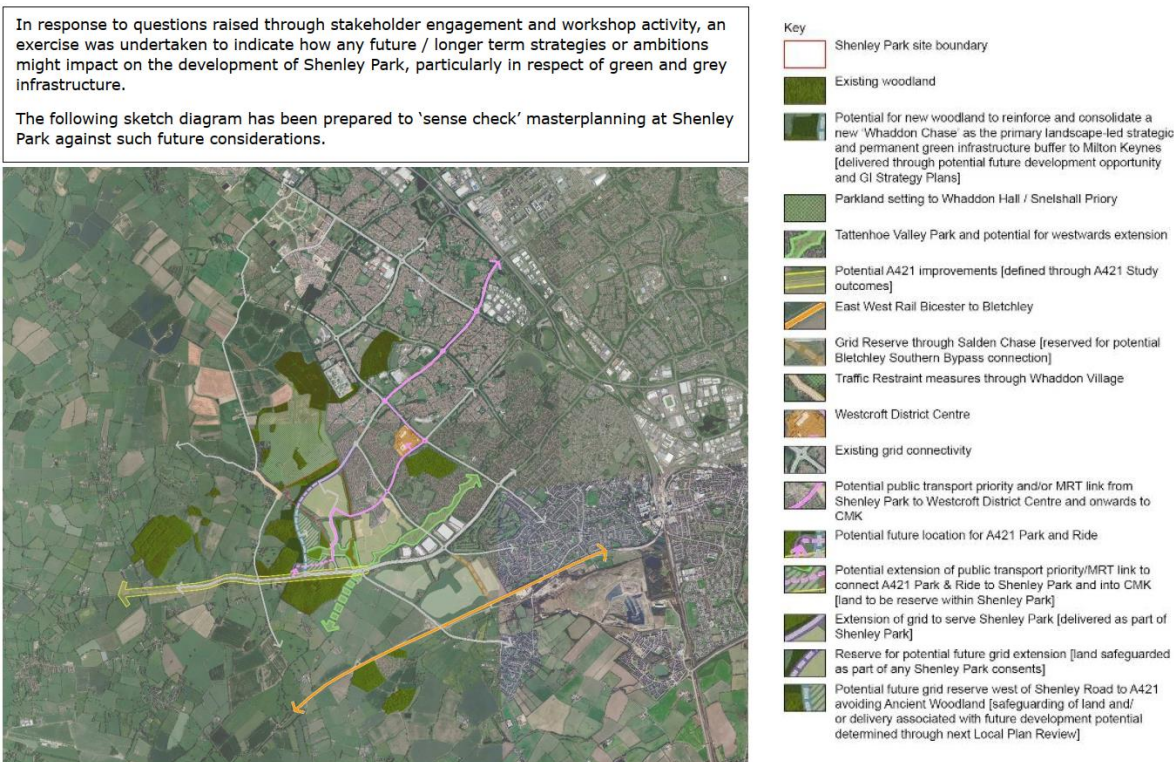 In response to questions raised through stakeholder engagement and workshop activity, an
exercise was undertaken to indicate how any future / longer term strategies or ambitions
might impact on the development of Shenley Park, particularly in respect of green and grey
infrastructure.
The following sketch diagram has been prepared to ‘sense check’ masterplanning at Shenley
Park against such future considerations.
Key
Shenley Park site boundary
Existing woodland
Potential for new woodland to reinforce and consolidate a
new ‘Whaddon Chase’ as the primary landscape-led strategic
and permanent green infrastructure buffer to Milton Keynes
[delivered through potential future development opportunity
and GI Strategy Plans]
Parkland setting to Whaddon Hall / Snelshall Priory
Tattenhoe Valley Park and potential for westwards extension
Potential A421 improvements [defined through A421 Study
outcomes]
East West Rail Bicester to Bletchley
Grid Reserve through Salden Chase [reserved for potential
Bletchley Southern Bypass connection]
Traffic Restraint measures through Whaddon Village
Westcroft District Centre
Existing grid connectivity
Potential public transport priority and/or MRT link from
Shenley Park to Westcroft District Centre and onwards to
CMK
Potential future location for A421 Park and Ride
Potential extension of public transport priority/MRT link to
connect A421 Park & Ride to Shenley Park and into CMK
[land to be reserve within Shenley Park]
Extension of grid to serve Shenley Park [delivered as part of
Shenley Park]
Reserve for potential future grid extension [land safeguarded
as part of any Shenley Park consents]
Potential future grid reserve west of Shenley Road to A421
avoiding Ancient Woodland [safeguarding of land and/
or delivery associated with future development potential
determined through next Local Plan Review]